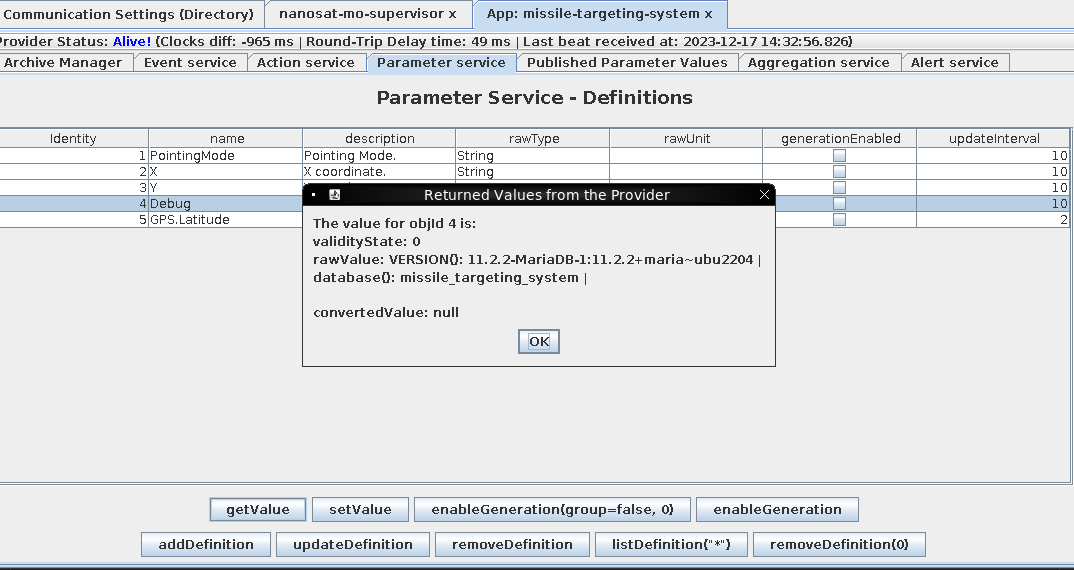 Communication Settings (Directory) nanosat-mo-supervisor x App: missile-targeting-system x
Provider Status: Alive! (Clocks diff: -965 ms | Round-Trip Delay time: 49 ms | Last beat received at: 2023-12-17 14:32:56.826)
Archive Manager Event service Action service Parameter service Published Parameter Values Aggregation service Alert service
Parameter Service - Definitions
Identity name description rawType rawUnit generationEnabled updateInterval
1 PointingMode Pointing Mode. String 10
2 X X coordinate. String 10
3 Y 10
4 Debug 10
5 GPS.Latitude 2
Returned Values from the Provider
The value for objId 4 is:
validityState: 0
rawValue: VERSION(): 11.2.2-MariaDB-1:11.2.2+maria~ubu2204 |
database(): missile_targeting_system |
convertedValue: null
OK
getValue setValue enableGeneration(group=false, 0) enableGeneration
addDefinition updateDefinition removeDefinition listDefinition("*") removeDefinition(0)